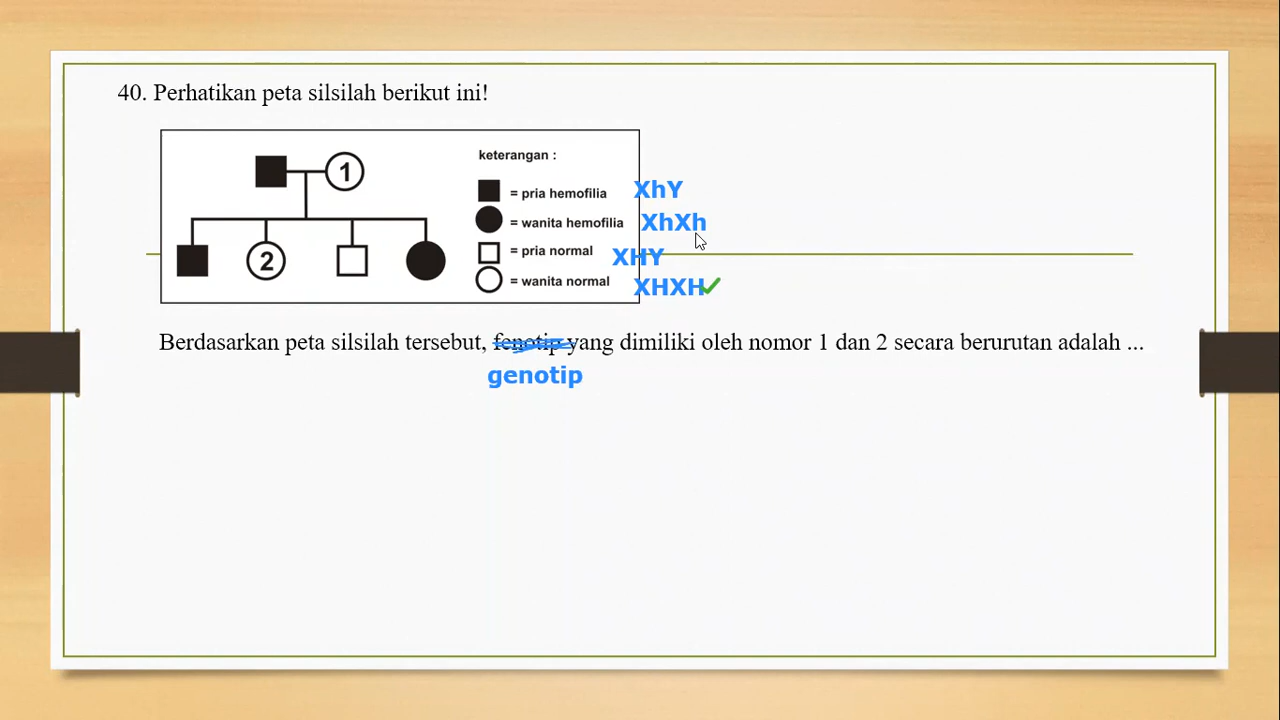 40. Perhatikan peta silsilah berikut ini!
1
keterangan :
= pria hemofilia XhY
= wanita hemofilia XhXh
2
= pria normal XHY
= wanita normal XHXH
Berdasarkan peta silsilah tersebut, fenotip yang dimiliki oleh nomor 1 dan 2 secara berurutan adalah ...
genotip